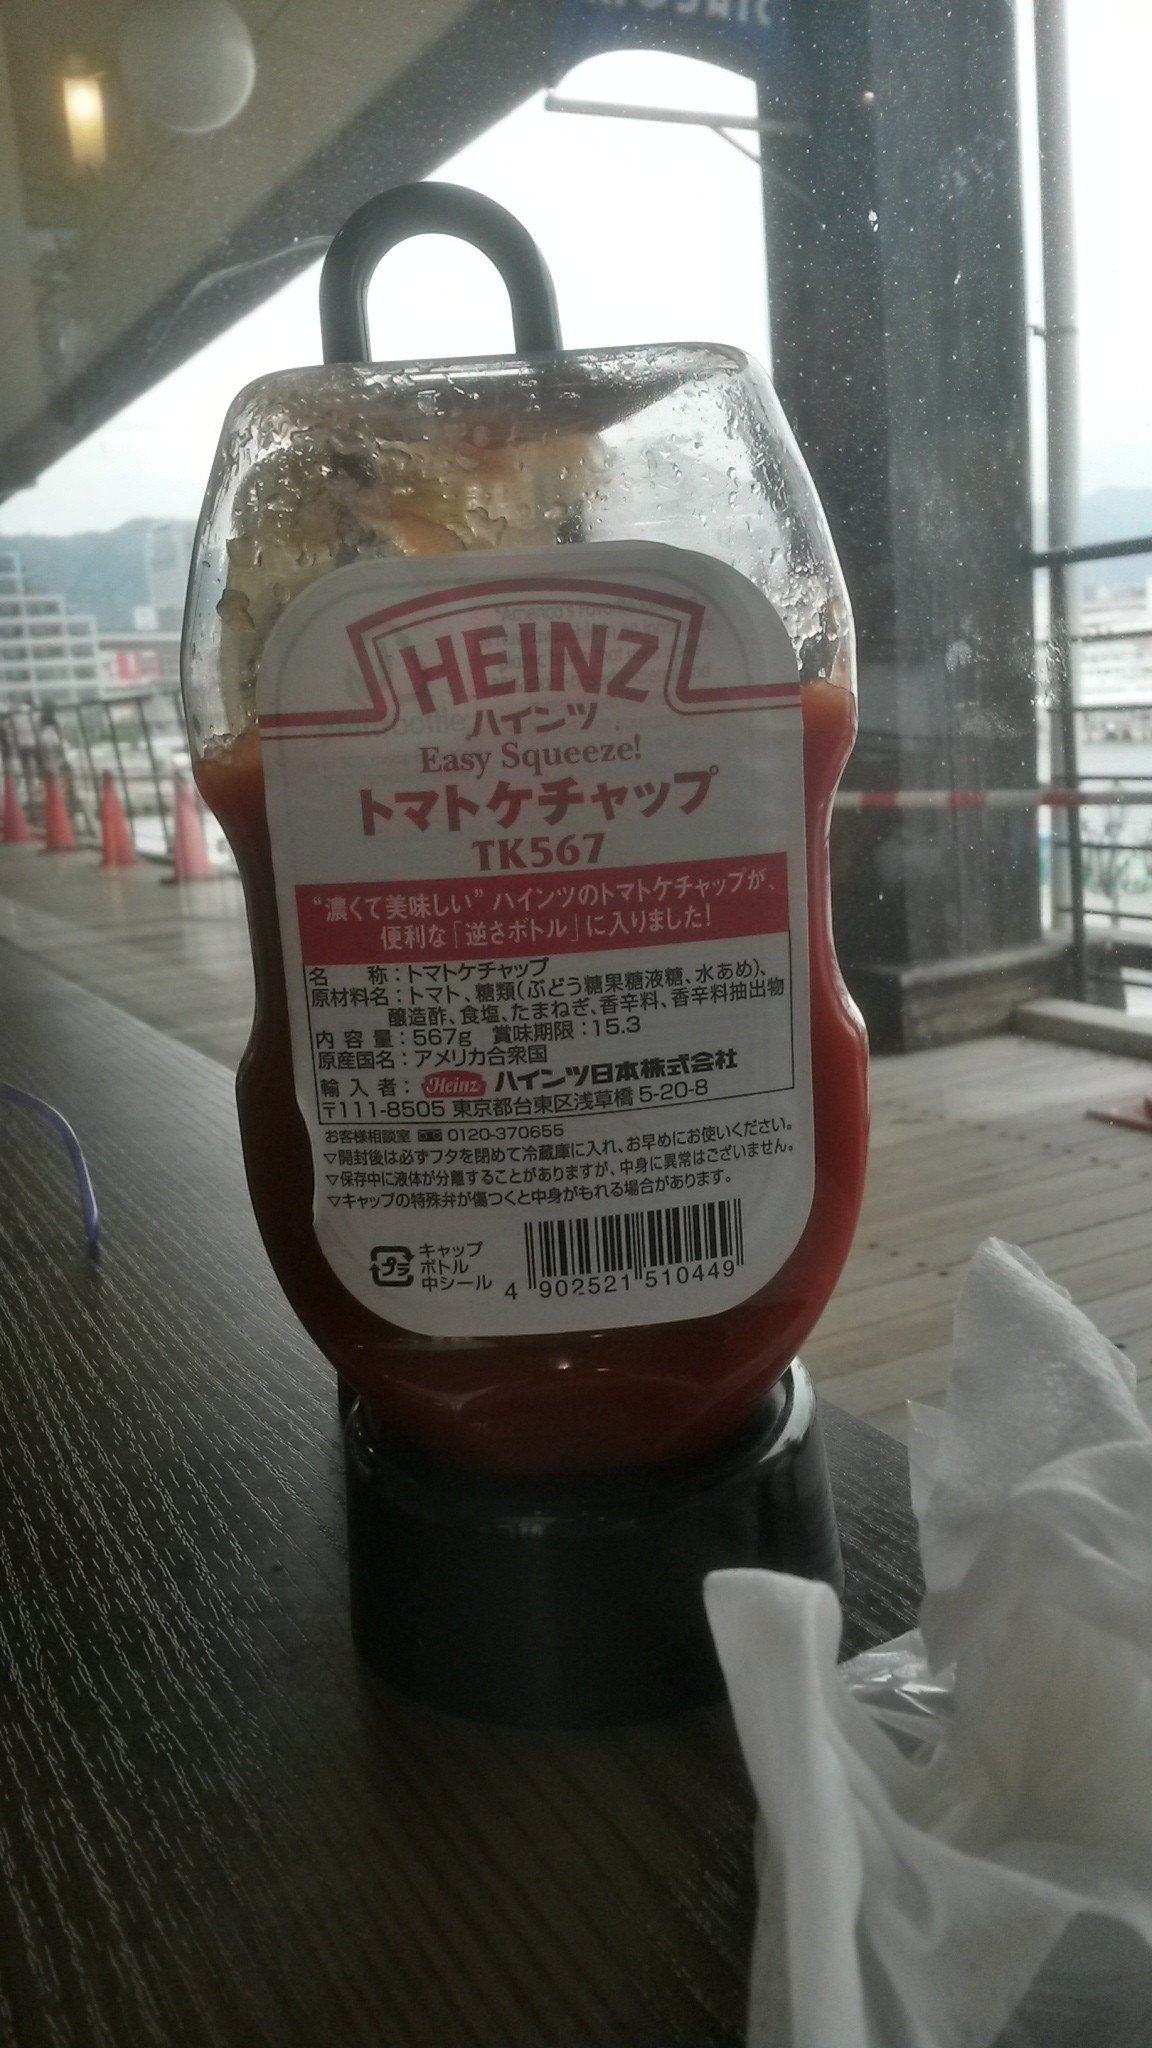 HEINZ
ハインツ
Easy Squeeze!
トマトケチャップ
TK567
“濃くて美味しい” ハインツのトマトケチャップが、
便利な「逆さボトル」に入りました!
名 称:トマトケチャップ
原材料名:トマト、糖類(ぶどう糖果糖液糖、水あめ)、
醸造酢、食塩、たまねぎ、香辛料、香辛料抽出物
内容量:567g 賞味期限:15.3
原産国名:アメリカ合衆国
輸入者: Heinz ハインツ日本株式会社
〒111-8505 東京都台東区浅草橋 5-20-8
お客様相談室 0120-370655
▽開封後は必ずフタを閉めて冷蔵庫に入れ、お早めにお使いください。
▽保存中に液体が分離することがありますが、中身に異常はございません。
▽キャップの特殊弁が傷つくと中身がもれる場合があります。
プラ
キャップ
ボトル
中シール
4 902521 510449